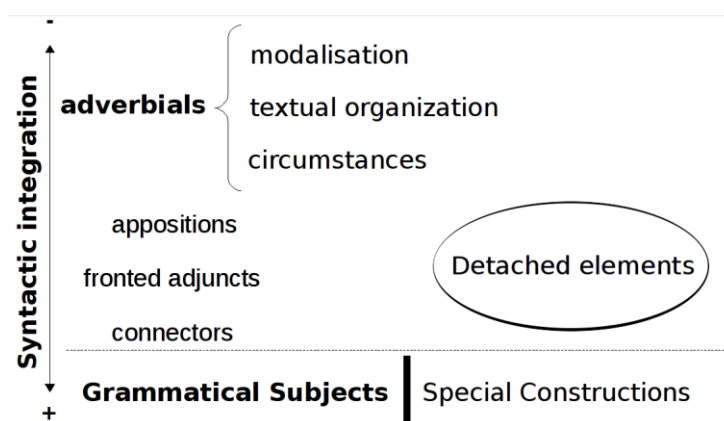 -
modalisation
adverbials
textual organization
circumstances
Syntactic integration
appositions
Detached elements
fronted adjuncts
connectors
Grammatical Subjects
Special Constructions
+